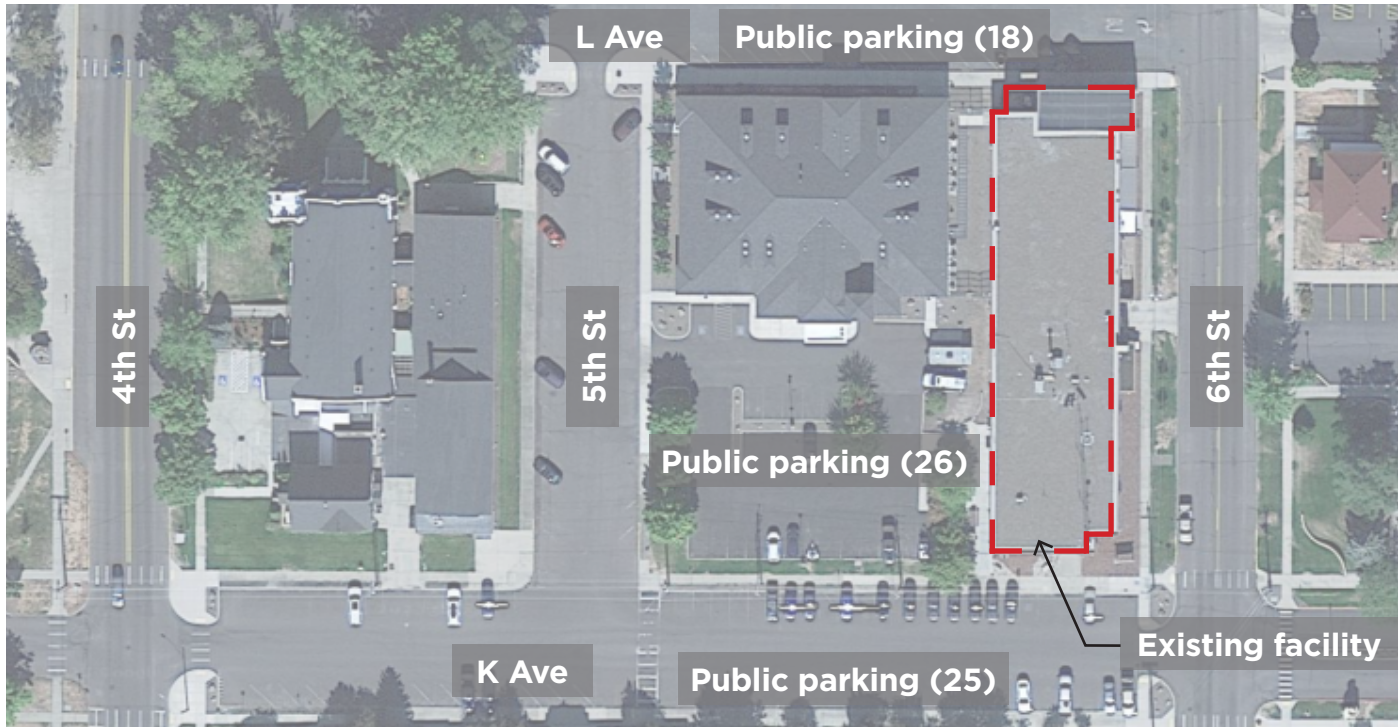 L Ave
Public parking (18)
4th St
5th St
6th St
Public parking (26)
Existing facility
K Ave
Public parking (25)